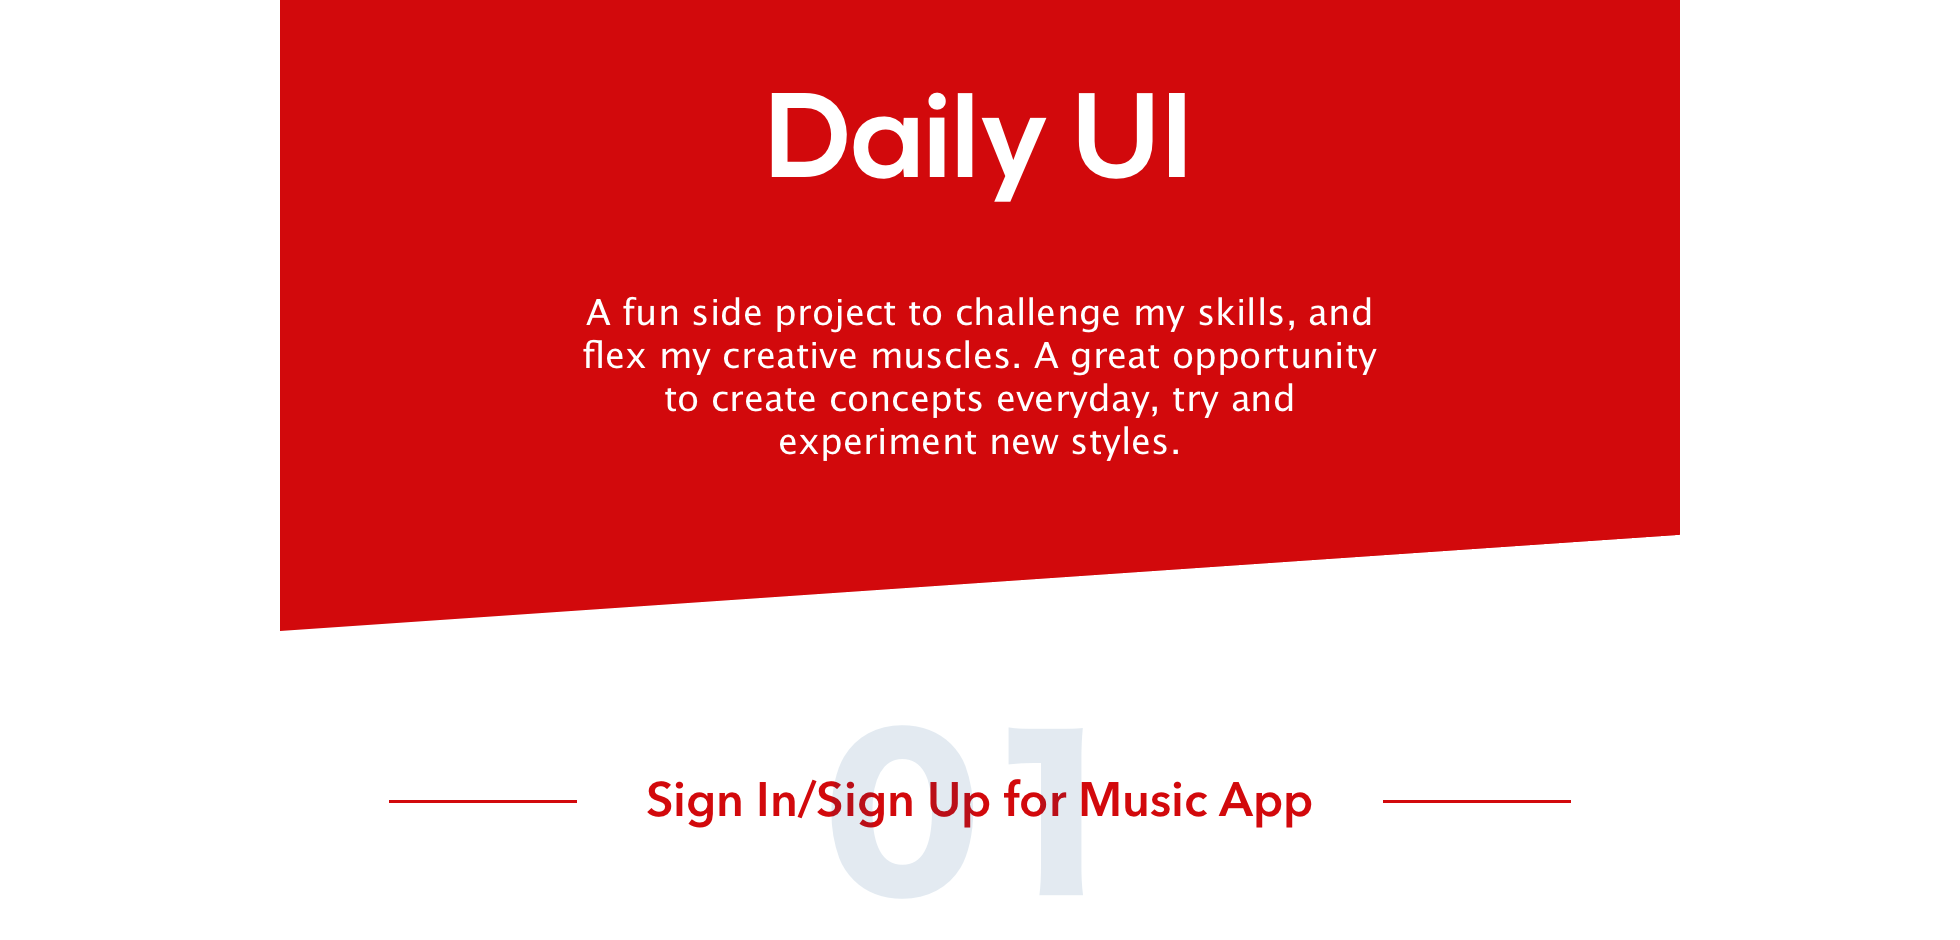 Daily UI
A fun side project to challenge my skills, and
flex my creative muscles. A great opportunity
to create concepts everyday, try and
experiment new styles.
01
Sign In/Sign Up for Music App